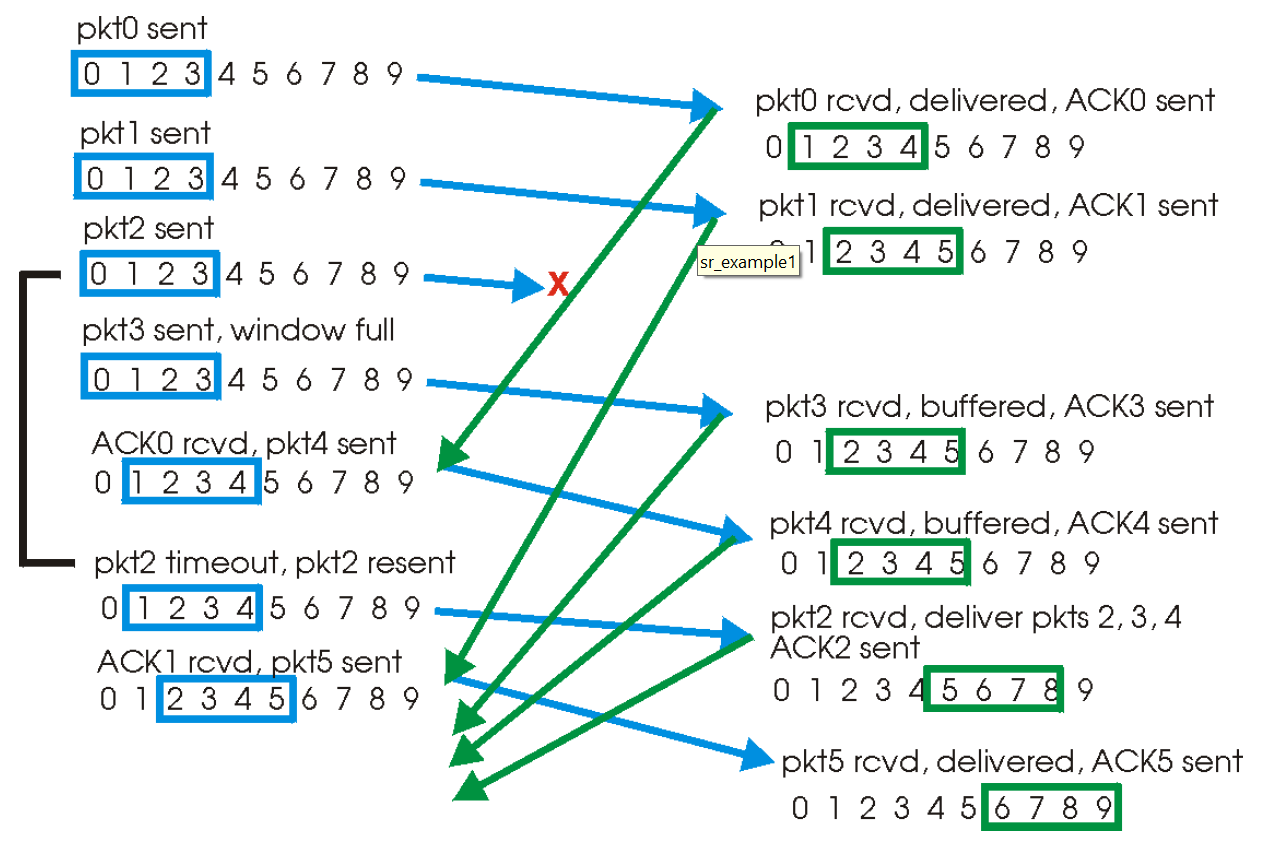 pkt0 sent
0 1 2 3 4 5 6 7 8 9
pkt1 sent
0 1 2 3 4 5 6 7 8 9
pkt2 sent
0 1 2 3 4 5 6 7 8 9
X
pkt3 sent, window full
0 1 2 3 4 5 6 7 8 9
ACK0 rcvd, pkt4 sent
0 1 2 3 4 5 6 7 8 9
pkt2 timeout, pkt2 resent
0 1 2 3 4 5 6 7 8 9
ACK1 rcvd, pkt5 sent
0 1 2 3 4 5 6 7 8 9
pkt0 rcvd, delivered, ACK0 sent
0 1 2 3 4 5 6 7 8 9
pkt1 rcvd, delivered, ACK1 sent
1 2 3 4 5 6 7 8 9
sr_example1
pkt3 rcvd, buffered, ACK3 sent
0 1 2 3 4 5 6 7 8 9
pkt4 rcvd, buffered, ACK4 sent
0 1 2 3 4 5 6 7 8 9
pkt2 rcvd, deliver pkts 2, 3, 4
ACK2 sent
0 1 2 3 4 5 6 7 8 9
pkt5 rcvd, delivered, ACK5 sent
0 1 2 3 4 5 6 7 8 9